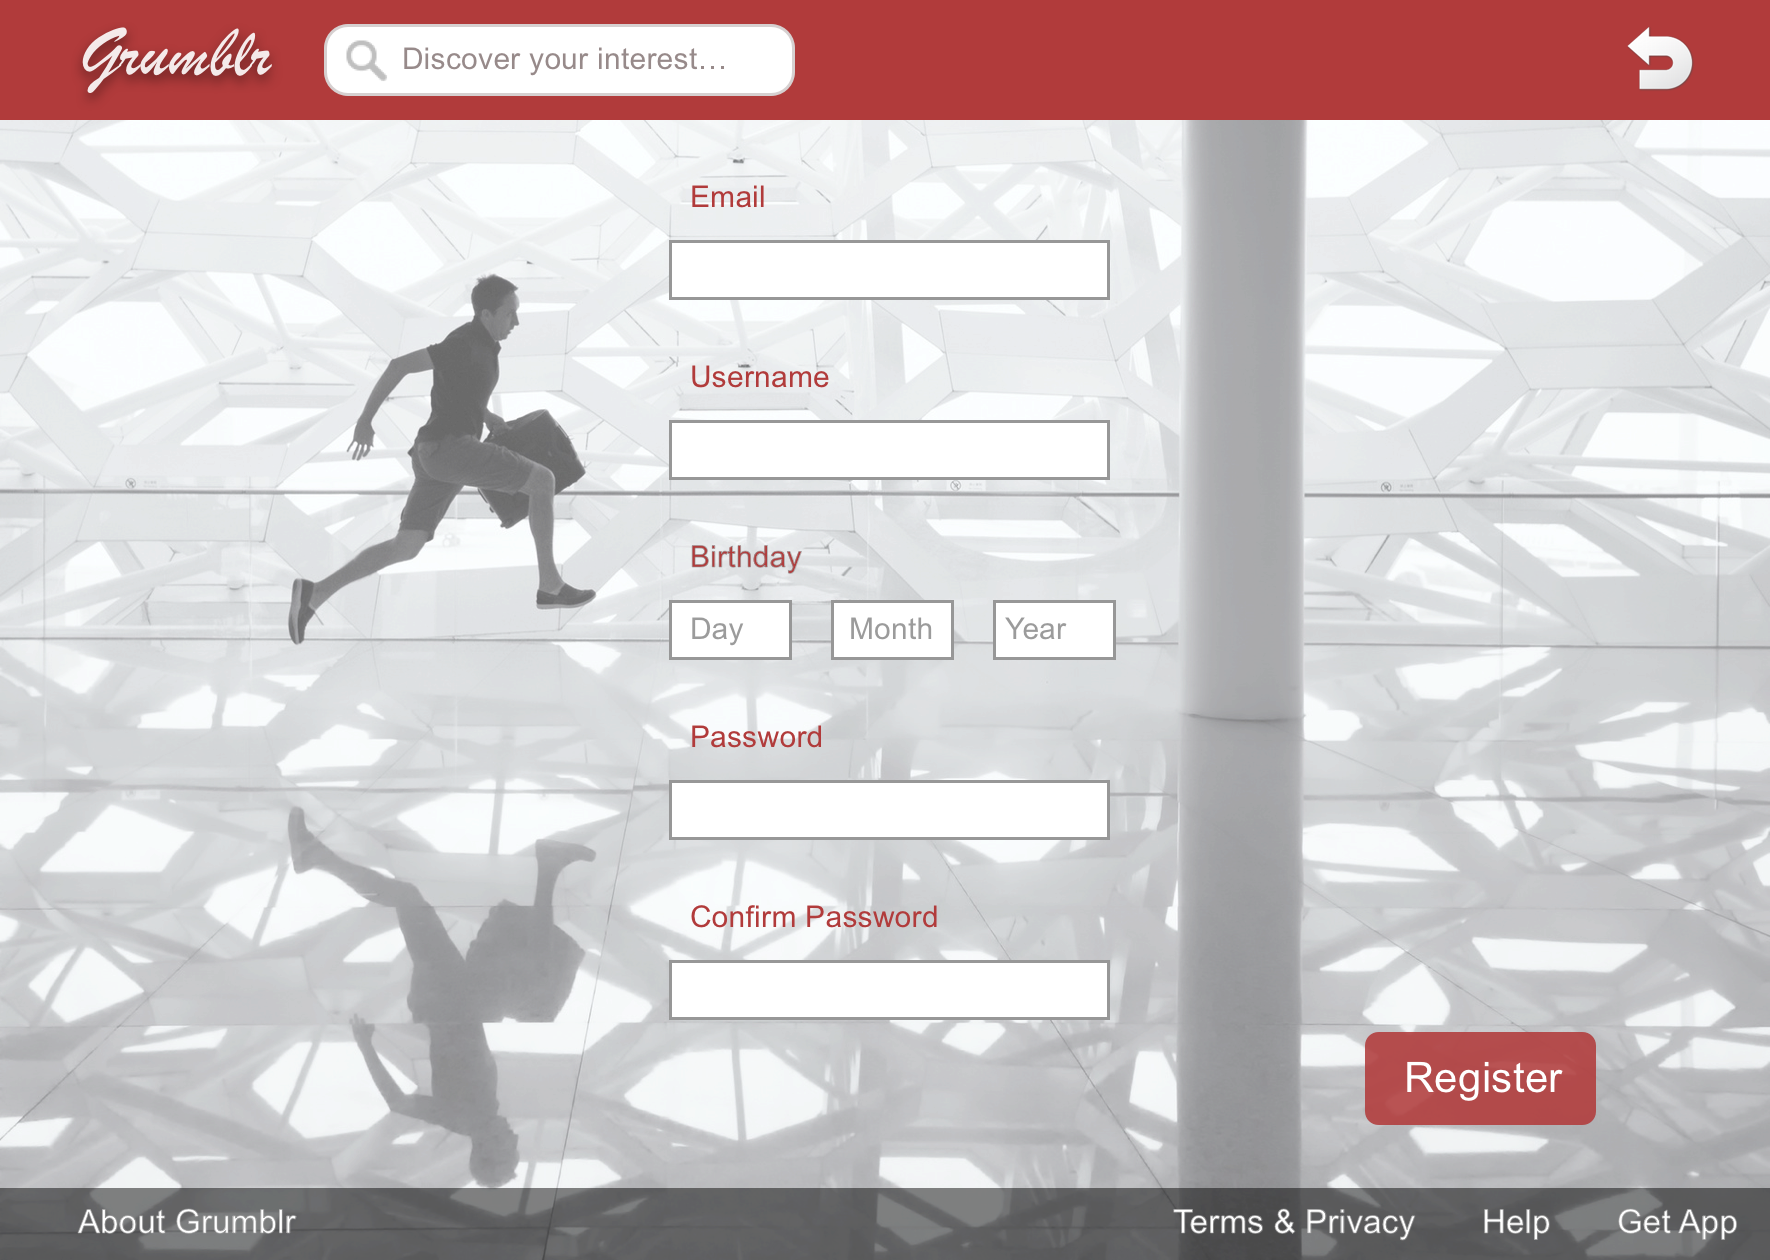 Grumblr
Discover your interest...
Email
Username
Birthday
Day Month Year
Password
Confirm Password
Register
About Grumblr Terms & Privacy Help Get App